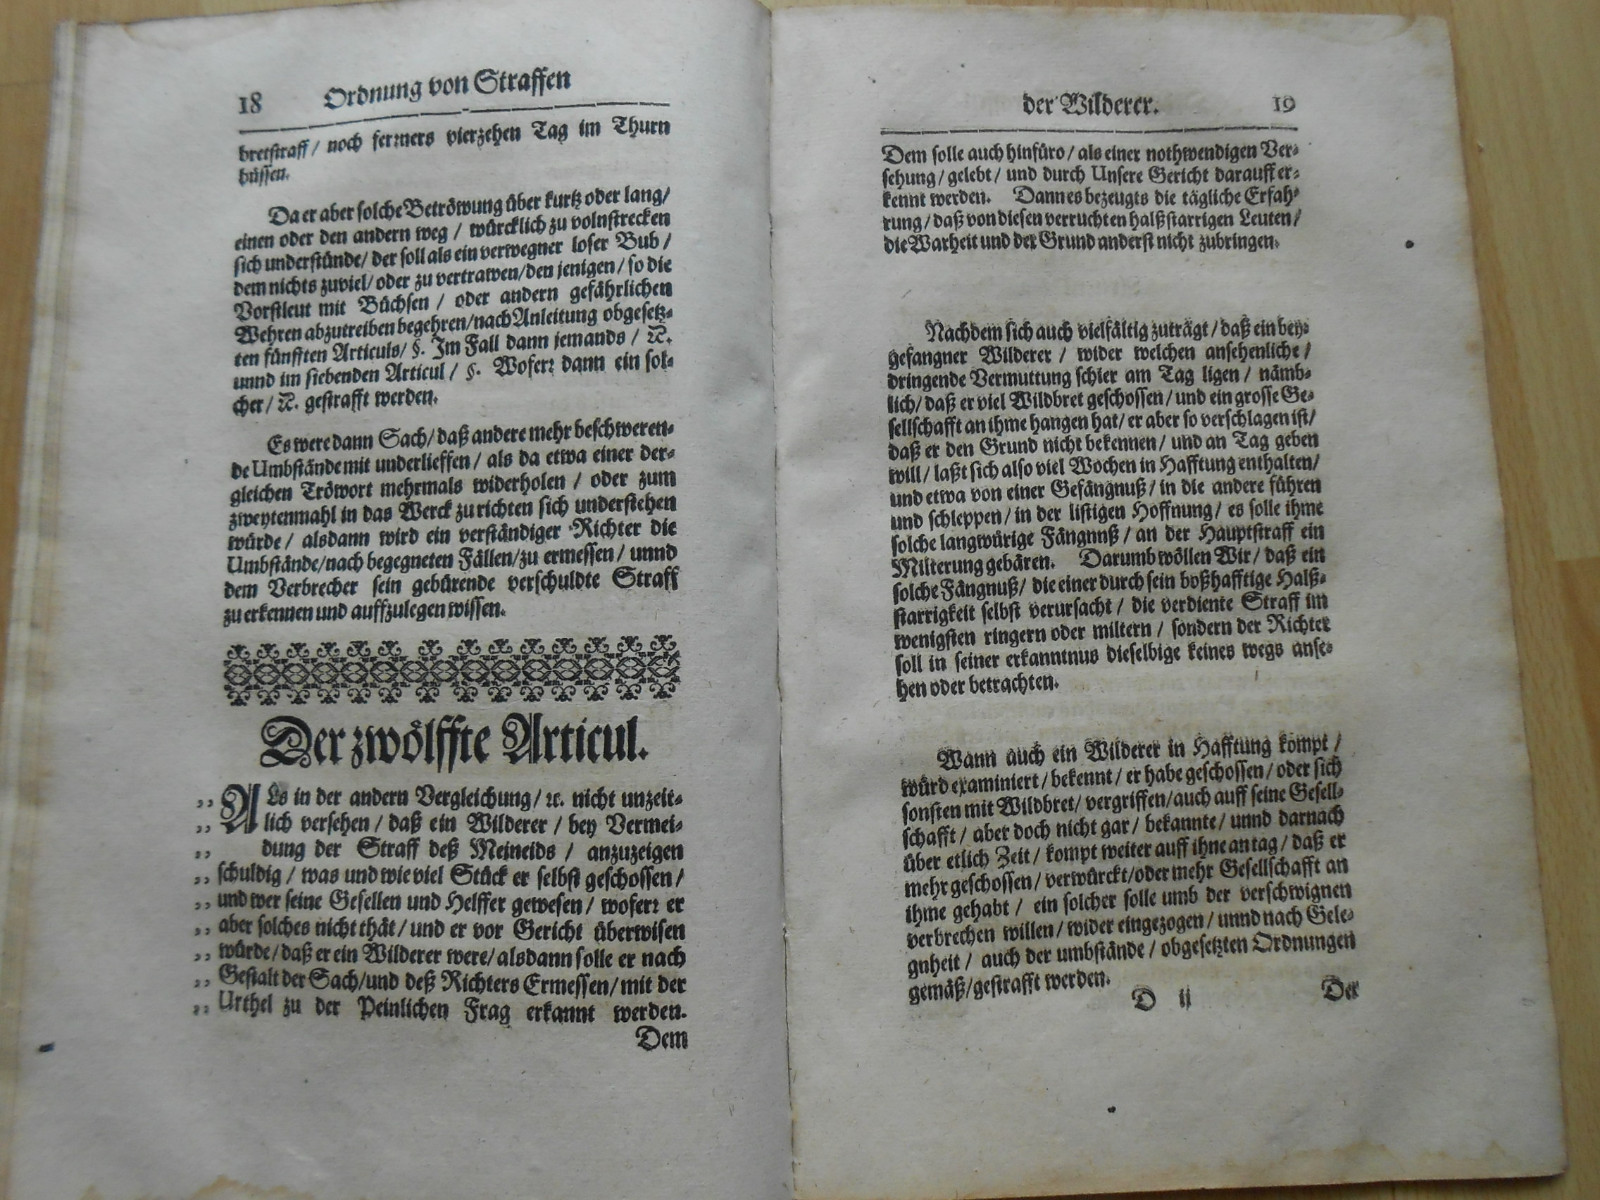 18 Ordnung von Straffen
bretstraff / noch ferꝛners vierzehen Tag im Thurn
büssen.
Da er aber solche Betröwung über kurtz oder lang /
einen oder den andern weg / würcklich zu volnstrecken
sich understünde / der soll als ein verwegner loser Bub /
dem nichts zuviel / oder zu vertrawen / den jenigen / so die
Vorstleut mit Büchsen / oder andern gefährlichen
Wehren abzutreiben begehren / nach Anleitung obgesetz-
ten fünfften Articuls / §. Im Fall dann jemands / ꝛc.
unnd im siebenden Articul / §. Woferꝛ dann ein sol-
cher / ꝛc. gestrafft werden.
Es were dann Sach / daß andere mehr beschweren-
de Umbstände mit underlieffen / als da etwa einer der-
gleichen Tröwort mehrmals widerholen / oder zum
zweytenmahl in das Werck zu richten sich understehen
würde / alsdann wird ein verständiger Richter die
Umbstände / nach begegneten Fällen / zu ermessen / unnd
dem Verbrecher sein gebürende verschuldte Straff
zu erkennen und auffzulegen wissen.
Der zwölffte Articul.
,, ALs in der andern Vergleichung / ꝛc. nicht unzeit-
,, lich versehen / daß ein Wilderer / bey Vermei-
,, dung der Straff deß Meineids / anzuzeigen
,, schuldig / was und wie viel Stück er selbst geschossen /
,, und wer seine Gesellen und Helffer gewesen / woferꝛ er
,, aber solches nicht thät / und er vor Gericht überwisen
,, würde / daß er ein Wilderer were / alsdann solle er nach
,, Gestalt der Sach / und deß Richters Ermessen / mit der
,, Urthel zu der Peinlichen Frag erkannt werden.
Dem
der Wilderer. 19
Dem solle auch hinfüro / als einer nothwendigen Ver-
sehung / gelebt / und durch Unsere Gericht darauff er-
kennt werden. Dann es bezeugts die tägliche Erfah-
rung / daß von diesen verruchten halßstarrigen Leuten /
die Warheit und der Grund anderst nicht zubringen.
Nachdem sich auch vielfältig zuträgt / daß ein bey-
gefangner Wilderer / wider welchen ansehenliche /
dringende Vermuttung schier am Tag ligen / nämb-
lich / daß er viel Wildbret geschossen / und ein grosse Ge-
sellschafft an ihme hangen hat / er aber so verschlagen ist /
daß er den Grund nicht bekennen / und an Tag geben
will / laßt sich also viel Wochen in Hafftung enthalten /
und etwa von einer Gefängnuß / in die andere führen
und schleppen / in der listigen Hoffnung / es solle ihme
solche langwürige Fängnuß / an der Hauptstraff ein
Milterung gebären. Darumb wöllen Wir / daß ein
solche Fängnuß / die einer durch sein boßhafftige Halß-
starrigkeit selbst verursacht / die verdiente Straff im
wenigsten ringern oder miltern / sondern der Richter
soll in seiner erkanntnus dieselbige keines wegs anse-
hen oder betrachten.
Wann auch ein Wilderer in Hafftung kompt /
würd examiniert / bekennt / er habe geschossen / oder sich
sonsten mit Wildbret / vergriffen / auch auff seine Gesell-
schafft / aber doch nicht gar / bekannte / unnd darnach
über etlich Zeit / kompt weiter auff ihne an tag / daß er
mehr geschossen / verwürckt / oder mehr Gesellschafft an
ihme gehabt / ein solcher solle umb der verschwignen
verbrechen willen / wider eingezogen / unnd nach Gele-
gnheit / auch der umbstände / obgesetzten Ordnungen
gemäß / gestrafft werden.
D ij Der